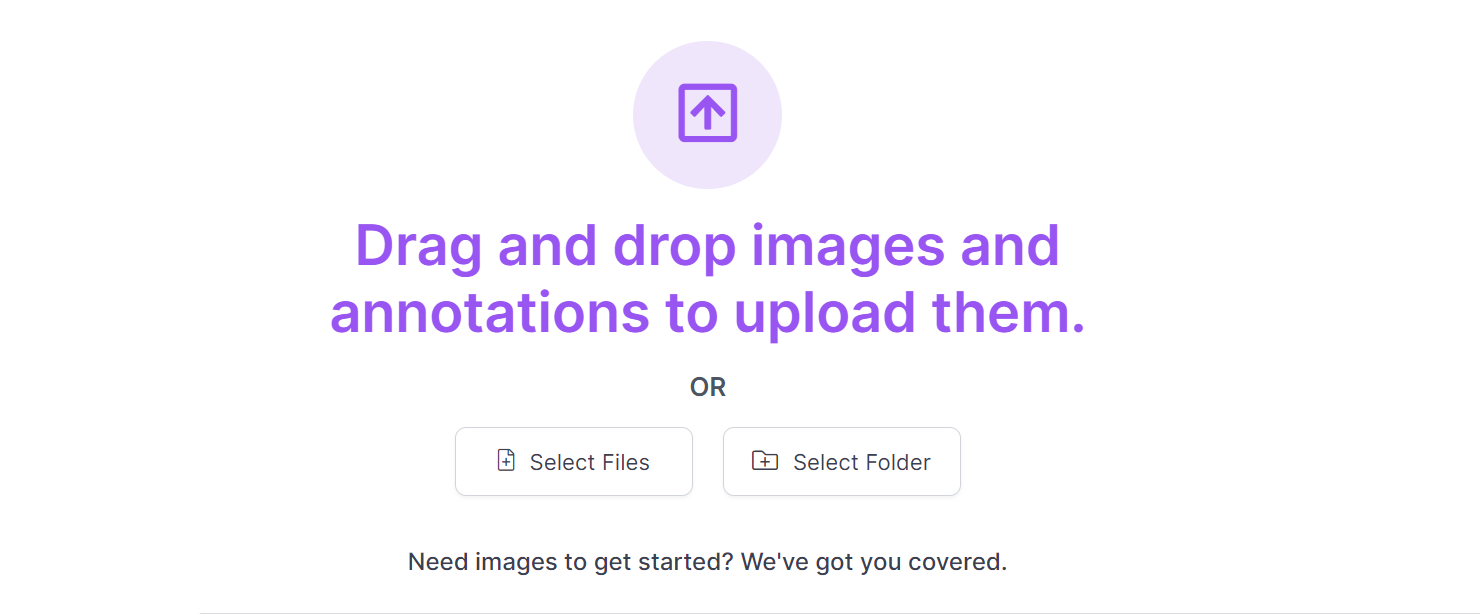 Drag and drop images and
annotations to upload them.
OR
Select Files
Select Folder
Need images to get started? We've got you covered.